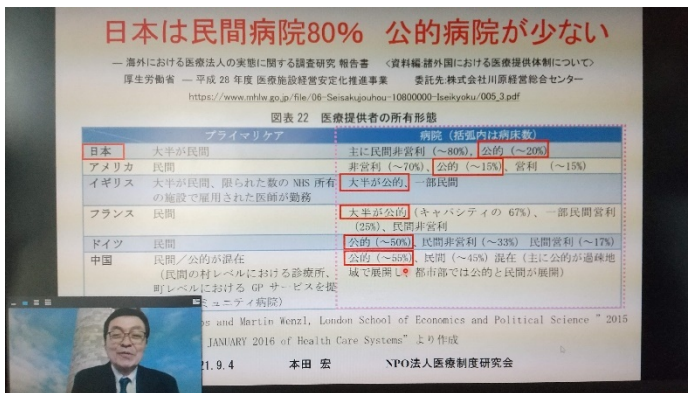 日本は民間病院80%　公的病院が少ない
― 海外における医療法人の実態に関する調査研究 報告書　〈資料編:諸外国における医療提供体制について〉
厚生労働省 ― 平成 28 年度 医療施設経営安定化推進事業　　委託先:株式会社川原経営総合センター
https://www.mhlw.go.jp/file/06-Seisakujouhou-10800000-Iseikyoku/005_3.pdf
図表 22　医療提供者の所有形態
プライマリケア　病院（括弧内は病床数）
日本　大半が民間　主に民間非営利（～80%）、公的（～20%）
アメリカ　民間　非営利（～70%）、公的（～15%）、営利（～15%）
イギリス　大半が民間、限られた数の NHS 所有　大半が公的、一部民間
の施設で雇用された医師が勤務
フランス　民間　大半が公的（キャパシティの 67%）、一部民間営利
（25%）、民間非営利
ドイツ　民間　公的（～50%）、民間非営利（～33%）　民間営利（～17%）
中国　民間／公的が混在　公的（～55%）、民間（～45%）混在（主に公的が過疎地
（民間の村レベルにおける診療所、　域で展開し、都市部では公的と民間が展開）
町レベルにおける GP サービスを提
ミュニティ病院）
and Martin Wenzl, London School of Economics and Political Science " 2015
JANUARY 2016 of Health Care Systems" より作成
21.9.4　本田 宏　NPO法人医療制度研究会